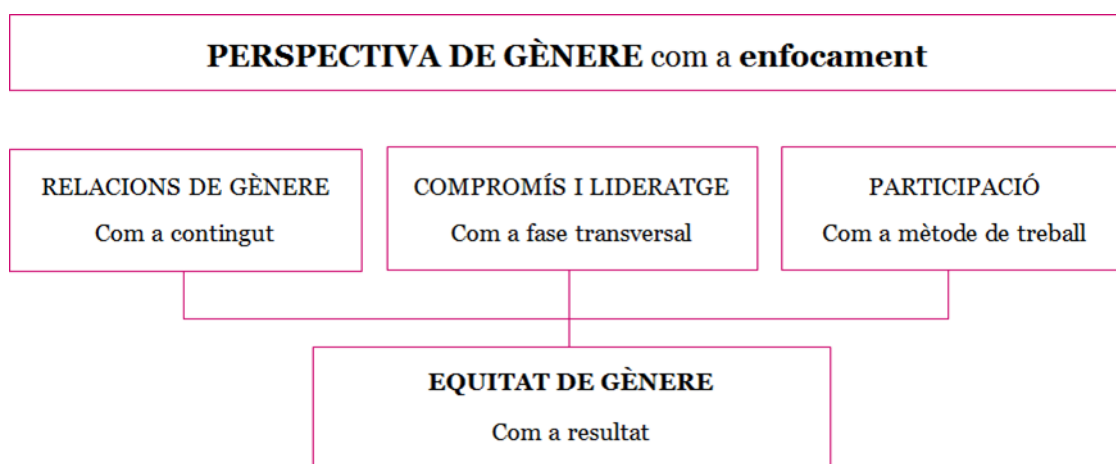 PERSPECTIVA DE GÈNERE com a enfocament
RELACIONS DE GÈNERE
Com a contingut
COMPROMÍS I LIDERATGE
Com a fase transversal
PARTICIPACIÓ
Com a mètode de treball
EQUITAT DE GÈNERE
Com a resultat